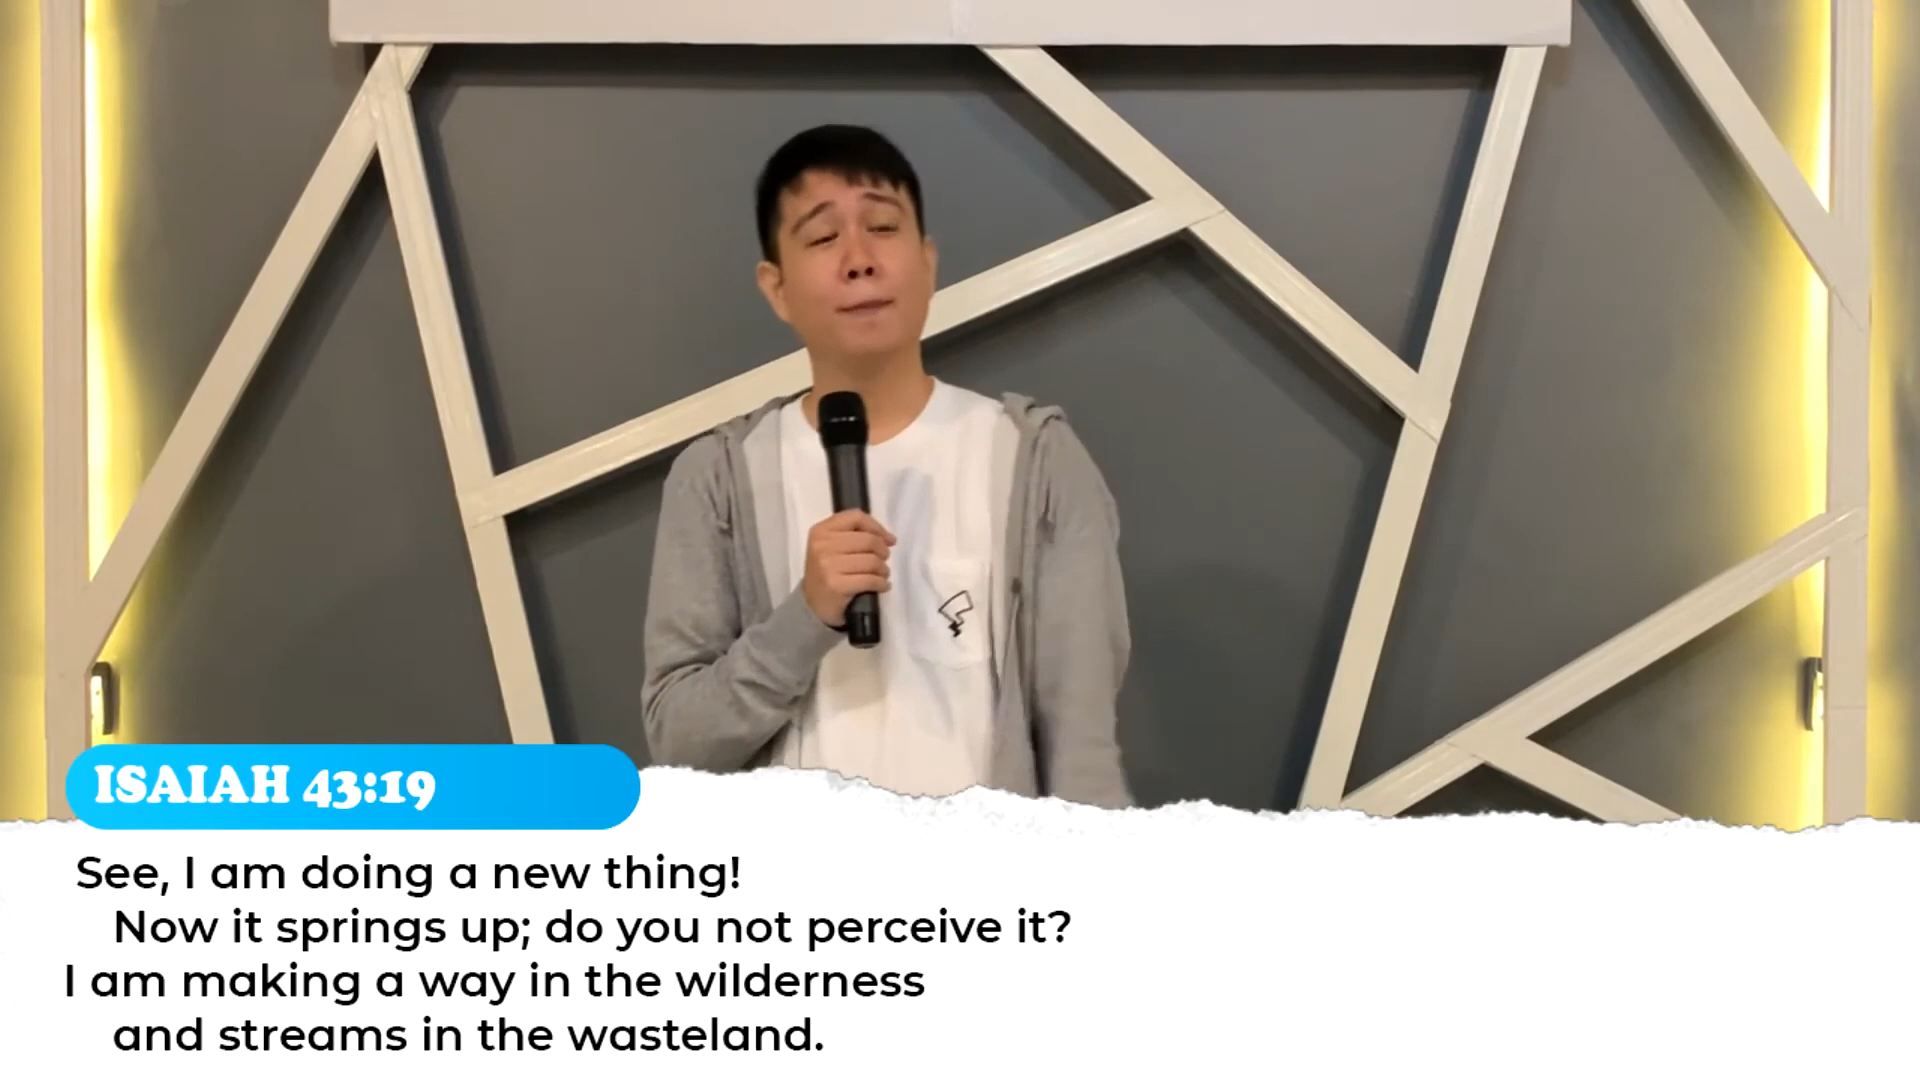 ISAIAH 43:19
See, I am doing a new thing!
Now it springs up; do you not perceive it?
I am making a way in the wilderness
and streams in the wasteland.